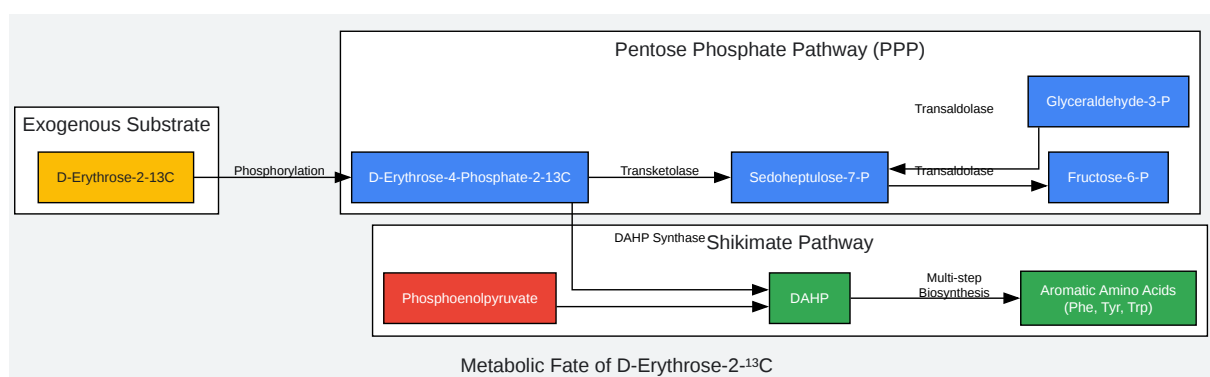 Pentose Phosphate Pathway (PPP)
Transaldolase
Glyceraldehyde-3-P
Exogenous Substrate
D-Erythrose-2-13C
Phosphorylation
D-Erythrose-4-Phosphate-2-13C
Transketolase
Sedoheptulose-7-P
Transaldolase
Fructose-6-P
DAHP Synthase
Shikimate Pathway
Phosphoenolpyruvate
DAHP
Multi-step
Biosynthesis
Aromatic Amino Acids
(Phe, Tyr, Trp)
Metabolic Fate of D-Erythrose-2-¹³C